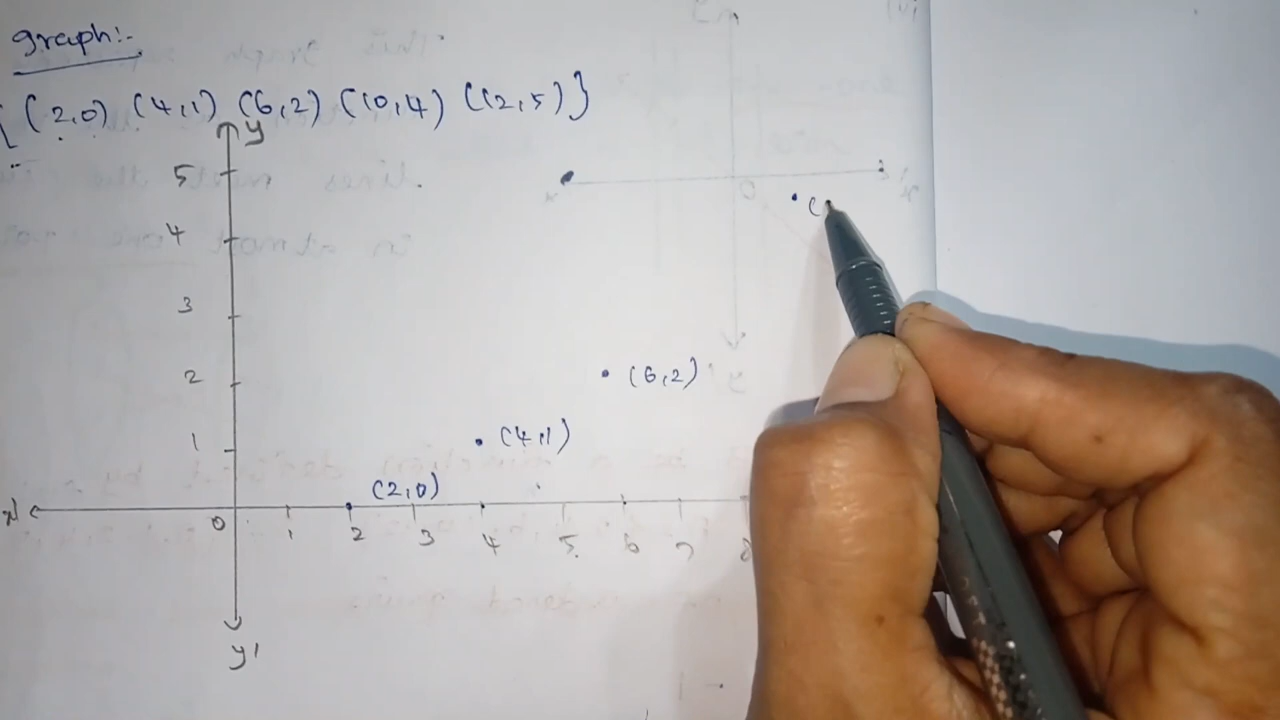 graph:-
{(2,0) (4,1) (6,2) (10,4) (12,5)}
y
5
4
3
2 (6,2)
1 (4,1)
(2,0)
x' 0 1 2 3 4 5 6 7 8
y'